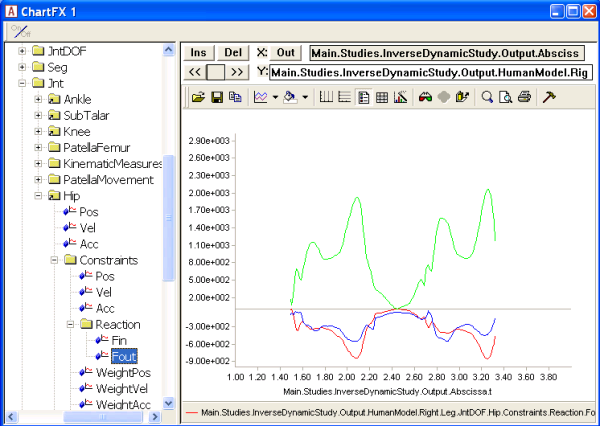 ChartFX 1
On/Off
JntDOF
Seg
Jnt
Ankle
SubTalar
Knee
PatellaFemur
KinematicMeasures
PatellaMovement
Hip
Pos
Vel
Acc
Constraints
Pos
Vel
Acc
Reaction
Fin
Fout
WeightPos
WeightVel
WeightAcc
Ins Del X: Out Main.Studies.InverseDynamicStudy.Output.Absciss
<< >> Y: Main.Studies.InverseDynamicStudy.Output.HumanModel.Rig
2.90e+003
2.60e+003
2.30e+003
2.00e+003
1.70e+003
1.40e+003
1.10e+003
8.00e+002
5.00e+002
2.00e+002
-3.00e+002
-6.00e+002
-9.00e+002
1.00 1.20 1.40 1.60 1.80 2.00 2.20 2.40 2.60 2.80 3.00 3.20 3.40 3.60 3.80
Main.Studies.InverseDynamicStudy.Output.Abscissa.t
Main.Studies.InverseDynamicStudy.Output.HumanModel.Right.Leg.JntDOF.Hip.Constraints.Reaction.Fo